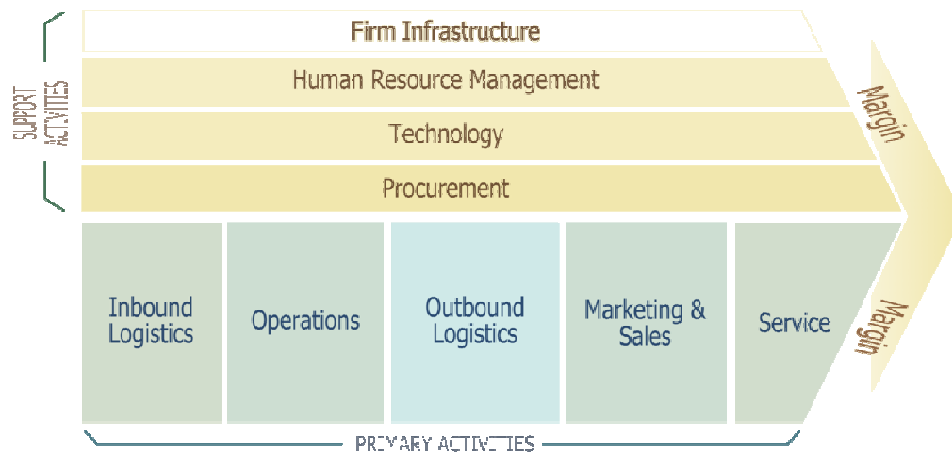 SUPPORT
ACTIVITIES
Firm Infrastructure
Human Resource Management
Technology
Procurement
Margin
Inbound
Logistics
Operations
Outbound
Logistics
Marketing &
Sales
Service
Margin
PRIMARY ACTIVITIES